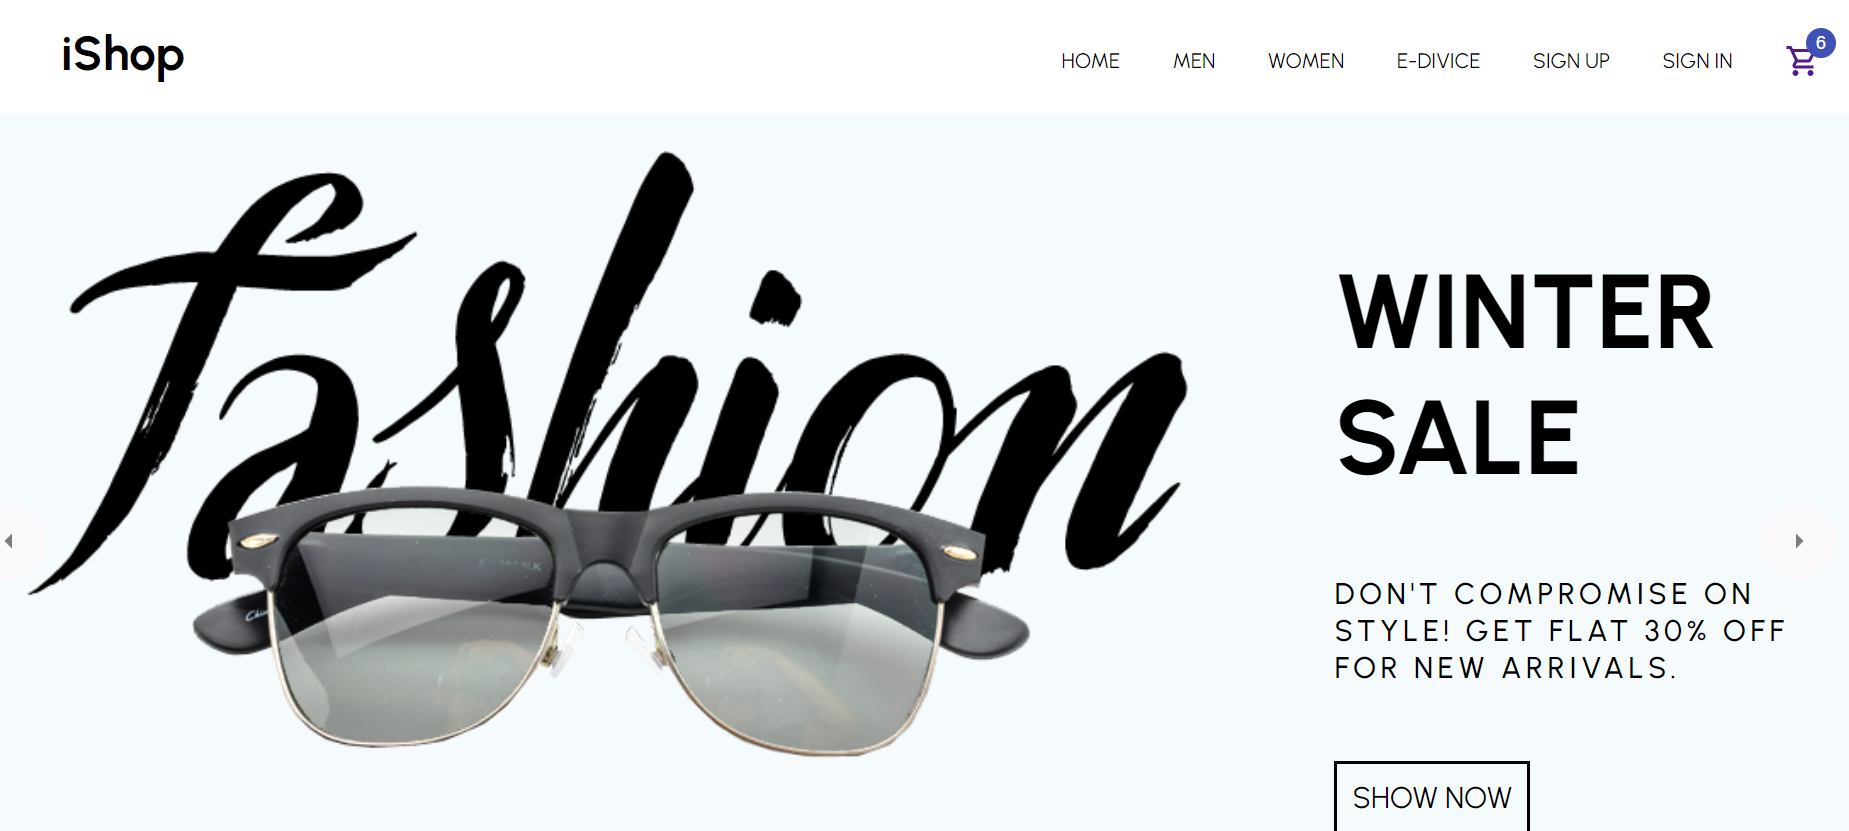 iShop
HOME MEN WOMEN E-DIVICE SIGN UP SIGN IN 6
fashion
WINTER
SALE
DON'T COMPROMISE ON
STYLE! GET FLAT 30% OFF
FOR NEW ARRIVALS.
SHOW NOW